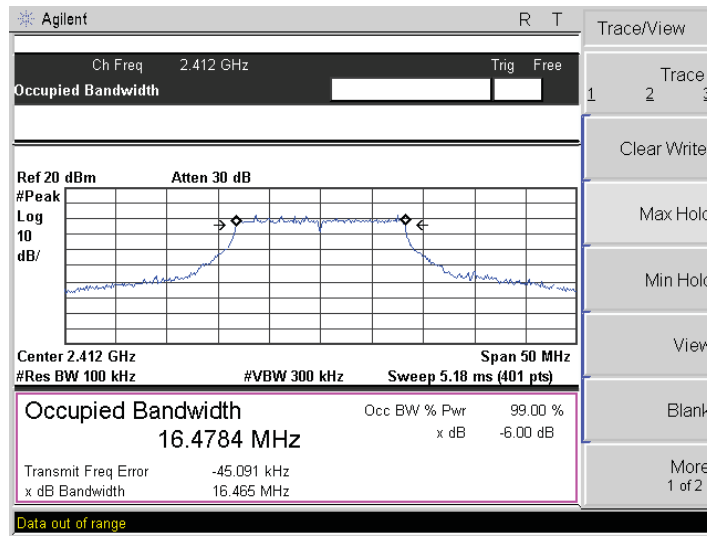 Agilent R T Trace/View
Ch Freq 2.412 GHz Trig Free
Occupied Bandwidth
Trace
1 2 3
Clear Write
Max Hold
Min Hold
View
Blank
More
1 of 2
Ref 20 dBm Atten 30 dB
#Peak
Log
10
dB/
Center 2.412 GHz Span 50 MHz
#Res BW 100 kHz #VBW 300 kHz Sweep 5.18 ms (401 pts)
Occupied Bandwidth Occ BW % Pwr 99.00 %
16.4784 MHz x dB -6.00 dB
Transmit Freq Error -45.091 kHz
x dB Bandwidth 16.465 MHz
Data out of range